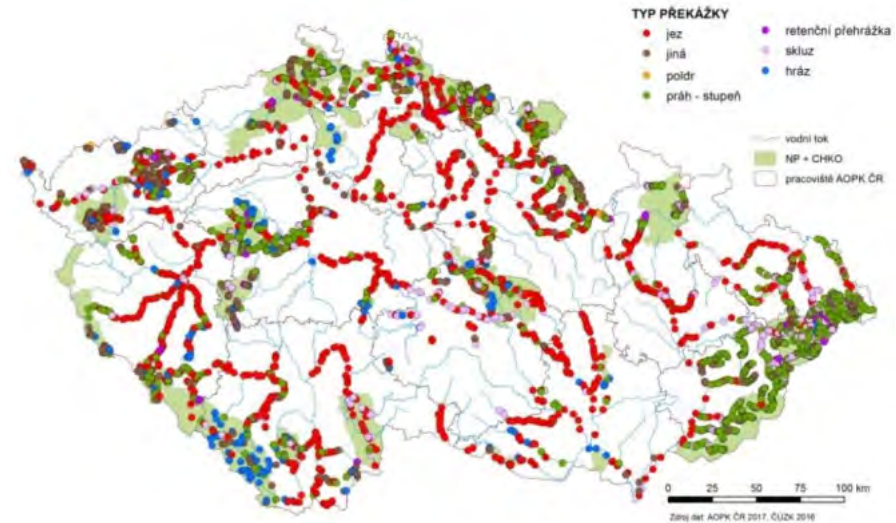 TYP PŘEKÁŽKY
jez
jiná
poldr
práh - stupeň
retenční přehrážka
skluz
hráz
vodní tok
NP + CHKO
pracoviště AOPK ČR
0 25 50 75 100 km
Zdroj dat: AOPK ČR 2017, ČÚZK 2016